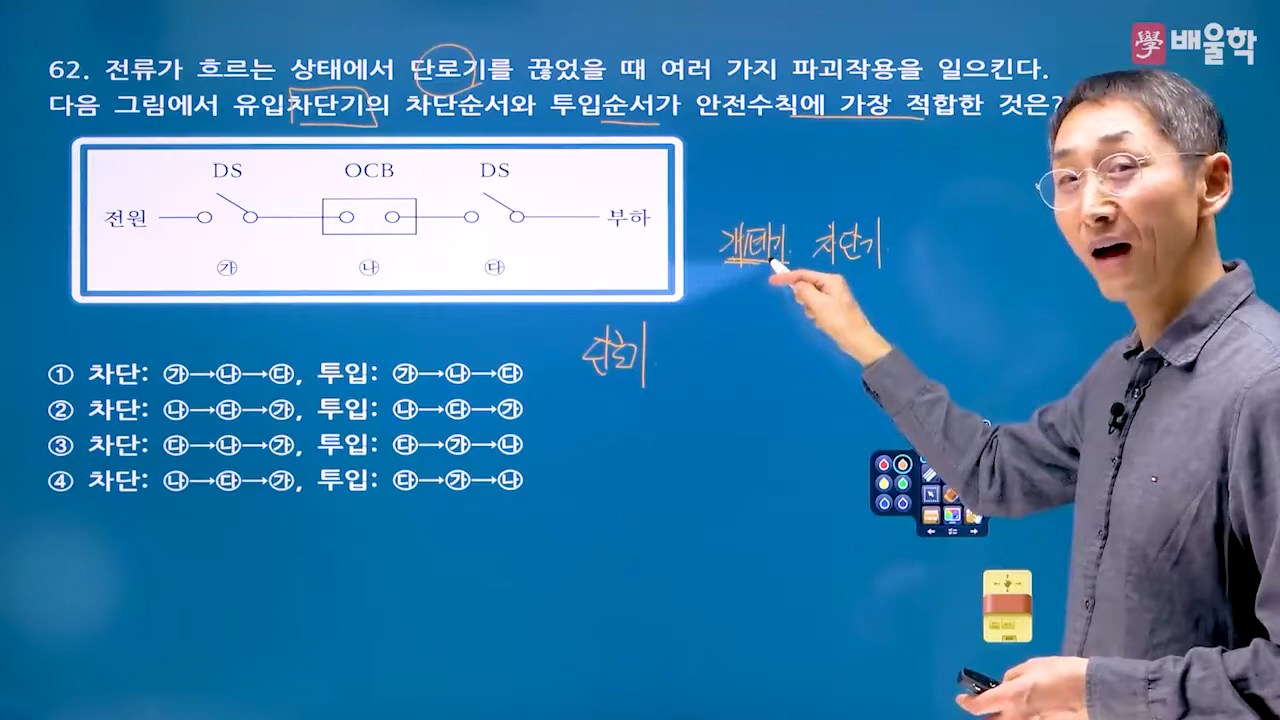 學 배울학
62. 전류가 흐르는 상태에서 단로기를 끊었을 때 여러 가지 파괴작용을 일으킨다.
다음 그림에서 유입차단기의 차단순서와 투입순서가 안전수칙에 가장 적합한 것은?
DS OCB DS
전원 부하
㉮ ㉯ ㉰
개폐기 차단기
단로기
① 차단: ㉮→㉯→㉰, 투입: ㉮→㉯→㉰
② 차단: ㉯→㉰→㉮, 투입: ㉯→㉰→㉮
③ 차단: ㉰→㉯→㉮, 투입: ㉰→㉮→㉯
④ 차단: ㉯→㉰→㉮, 투입: ㉰→㉮→㉯